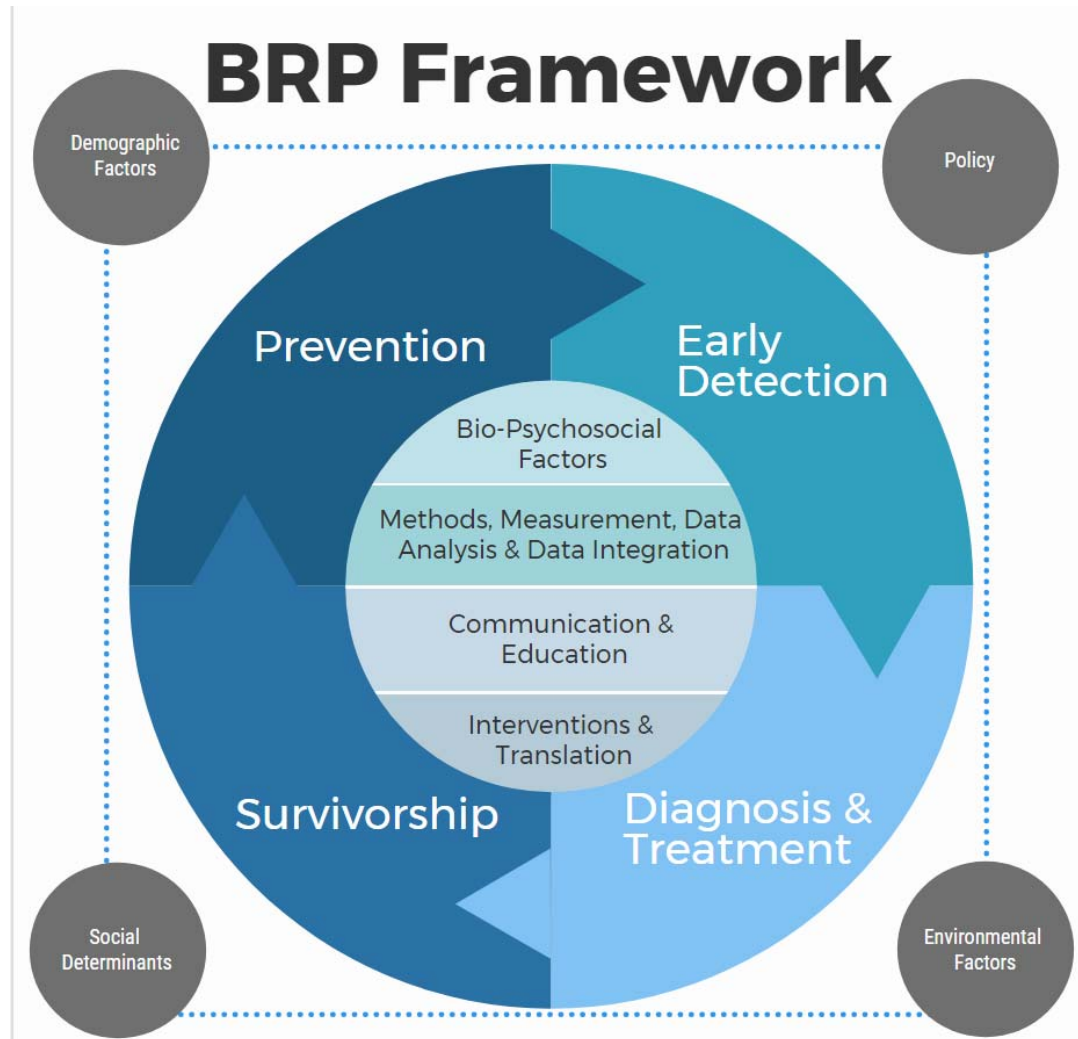 BRP Framework
Demographic
Factors
Policy
Prevention
Early
Detection
Bio-Psychosocial
Factors
Methods, Measurement, Data
Analysis & Data Integration
Communication &
Education
Interventions &
Translation
Survivorship
Diagnosis &
Treatment
Social
Determinants
Environmental
Factors